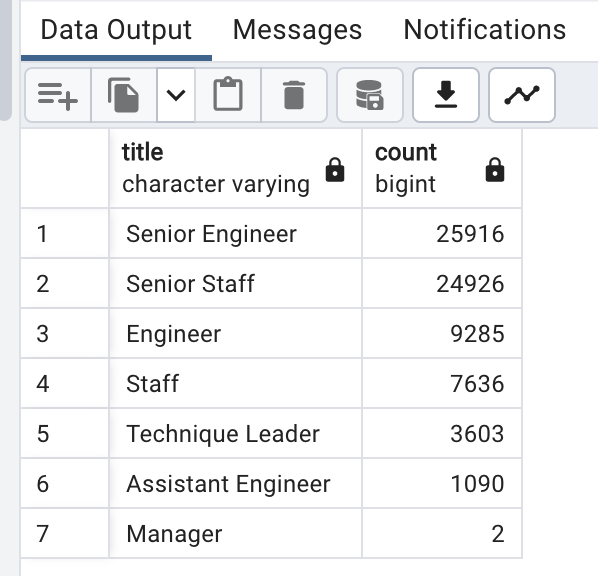 Data Output Messages Notifications
title count
character varying bigint
1 Senior Engineer 25916
2 Senior Staff 24926
3 Engineer 9285
4 Staff 7636
5 Technique Leader 3603
6 Assistant Engineer 1090
7 Manager 2